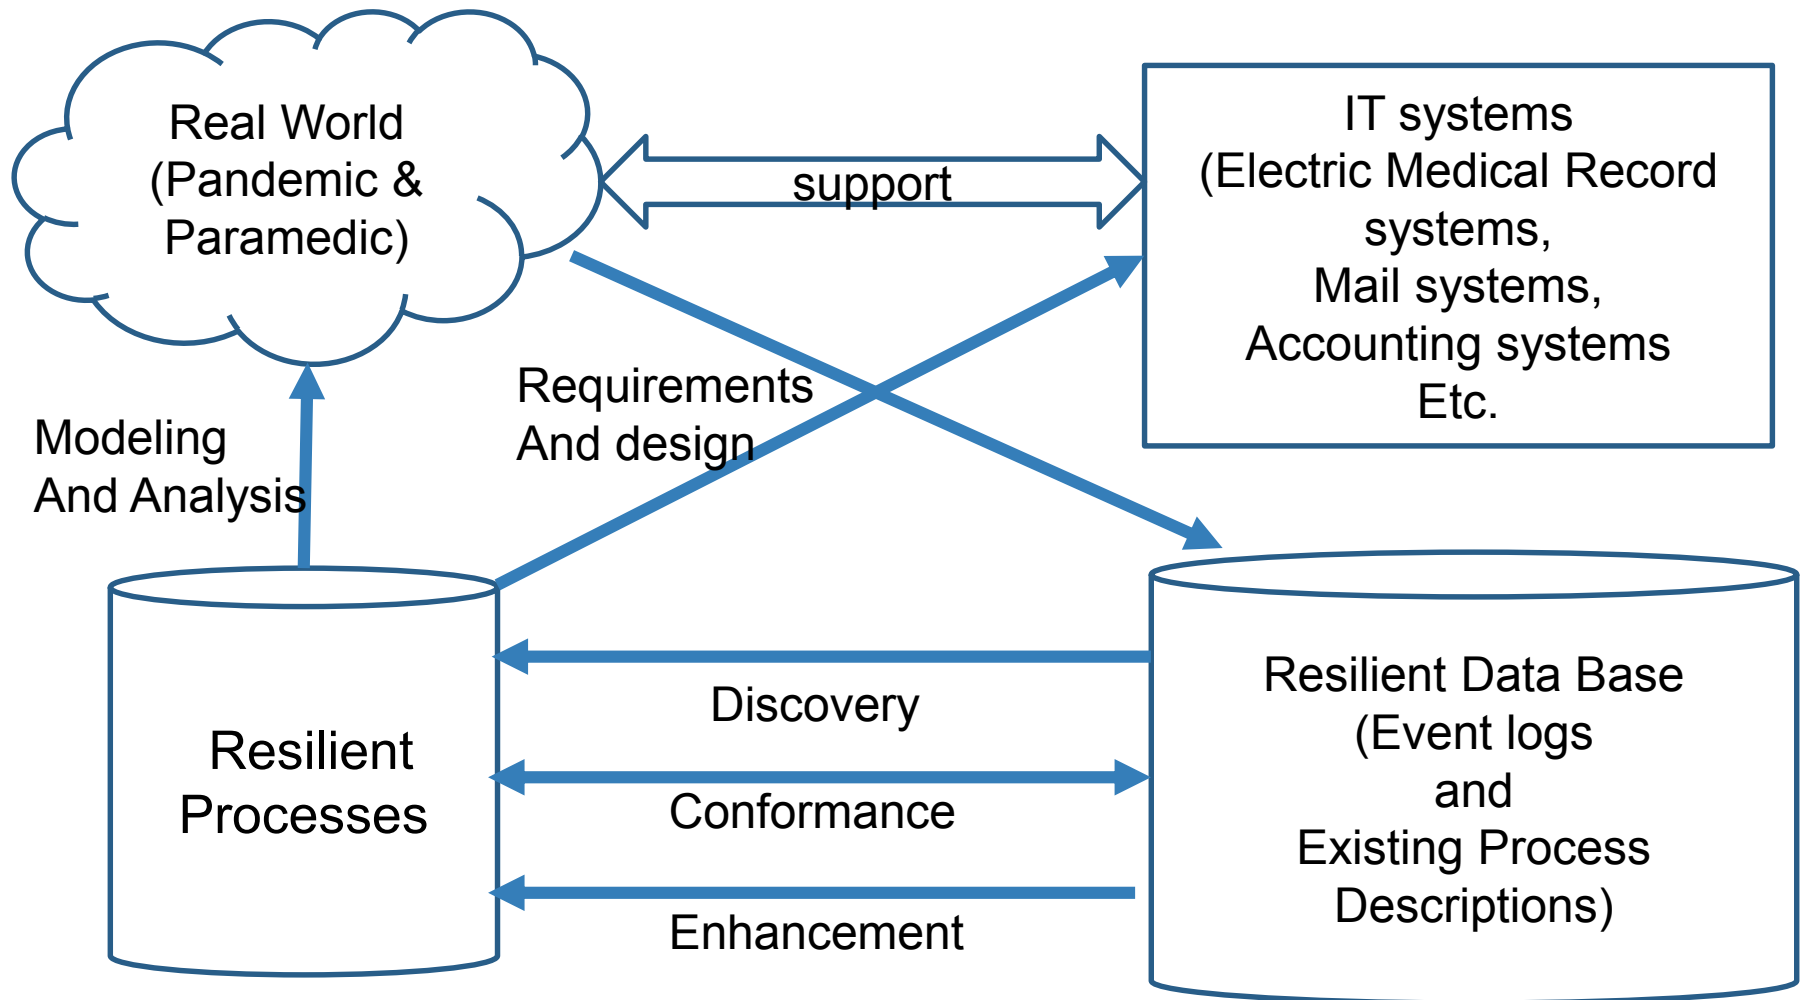 Real World
(Pandemic &
Paramedic)
support
IT systems
(Electric Medical Record
systems,
Mail systems,
Accounting systems
Etc.
Requirements
And design
Modeling
And Analysis
Resilient
Processes
Discovery
Conformance
Enhancement
Resilient Data Base
(Event logs
and
Existing Process
Descriptions)